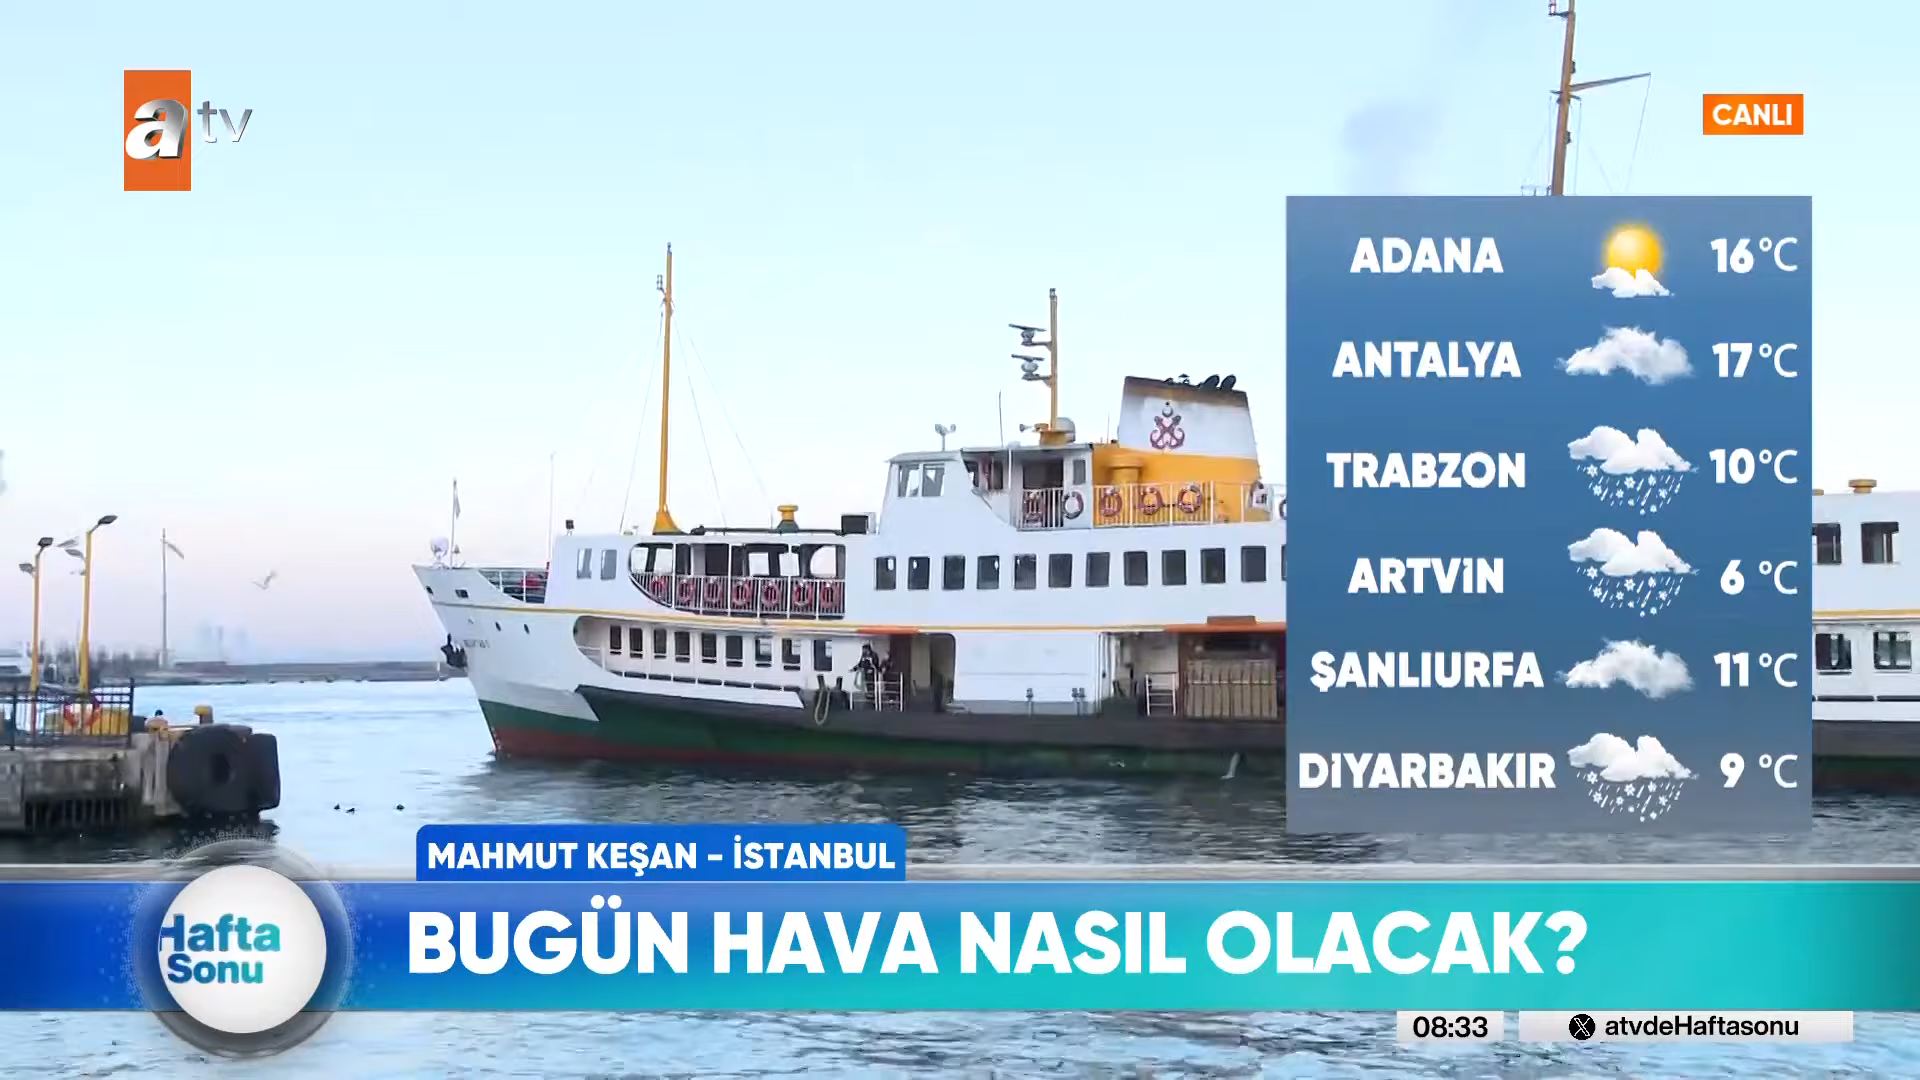 atv
CANLI
ADANA 16°C
ANTALYA 17°C
TRABZON 10°C
ARTVİN 6°C
ŞANLIURFA 11°C
DİYARBAKIR 9°C
MAHMUT KEŞAN - İSTANBUL
Hafta
Sonu
BUGÜN HAVA NASIL OLACAK?
08:33
X atvdeHaftasonu